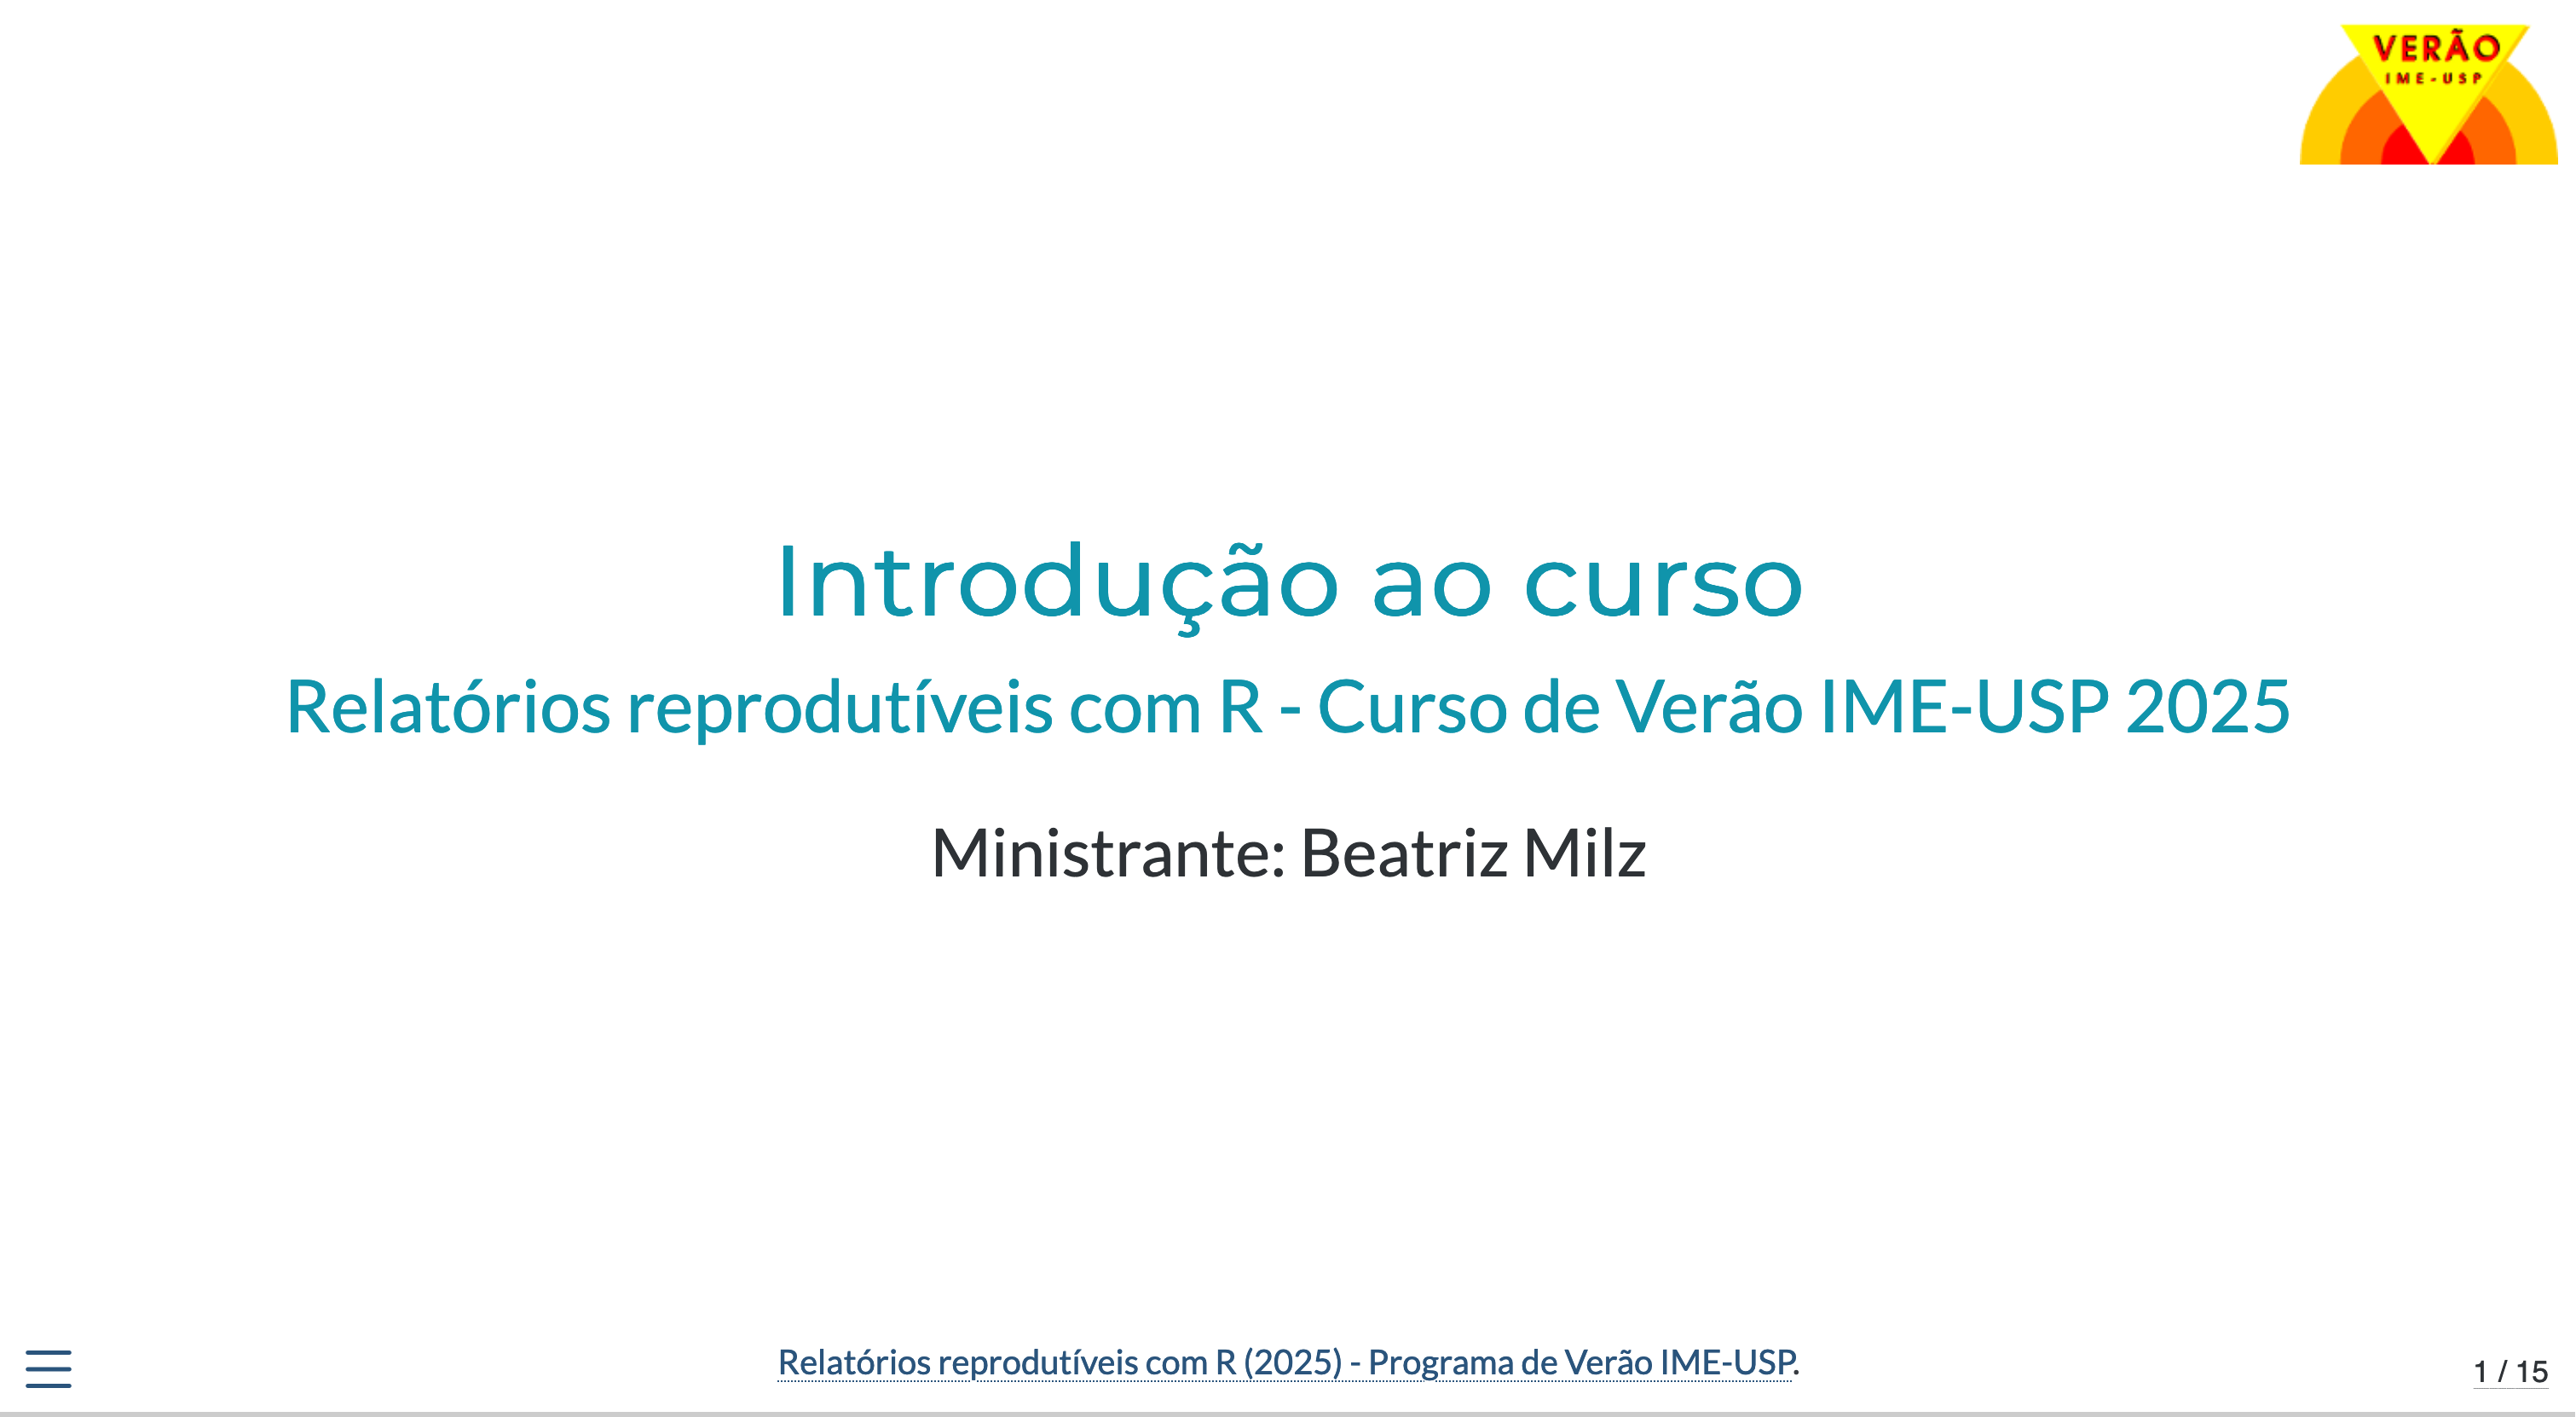 VERÃO
IME-USP
Introdução ao curso
Relatórios reprodutíveis com R - Curso de Verão IME-USP 2025
Ministrante: Beatriz Milz
Relatórios reprodutíveis com R (2025) - Programa de Verão IME-USP.
1 / 15